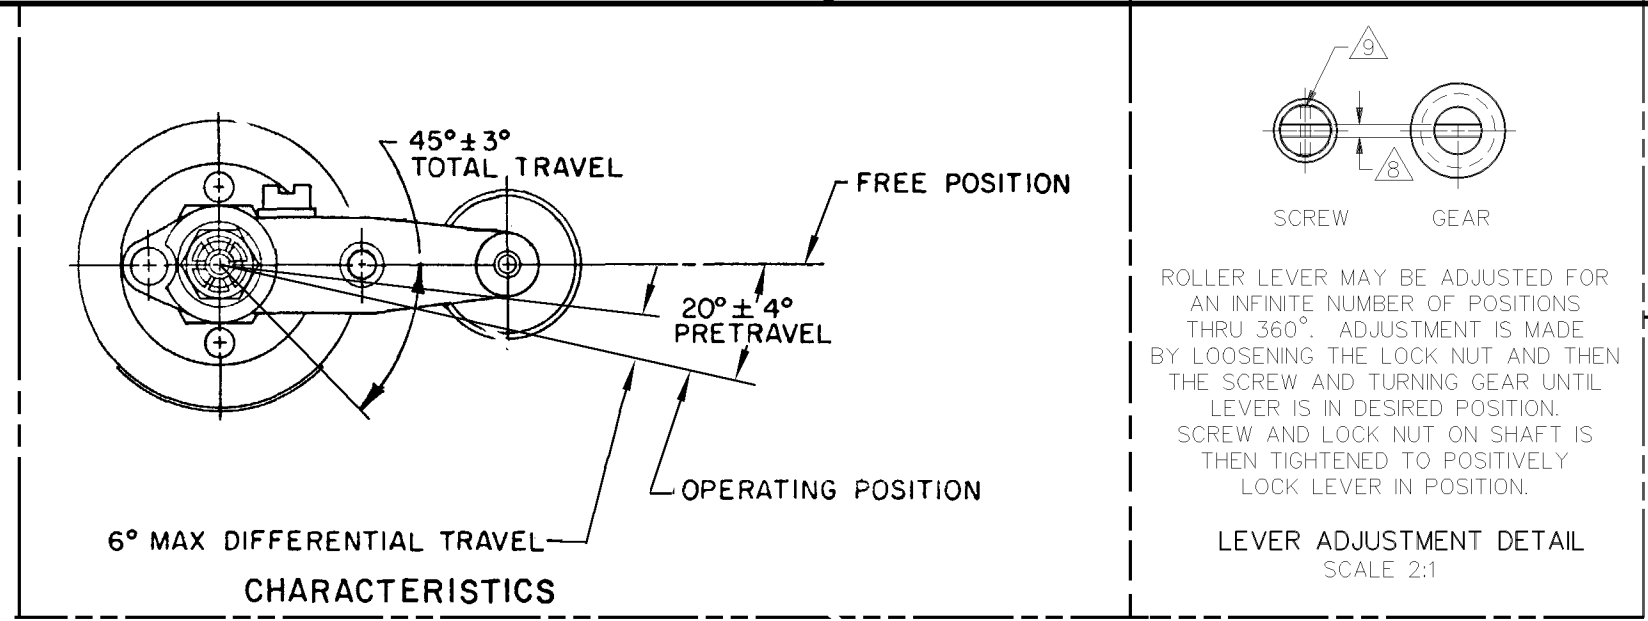 45°±3°
TOTAL TRAVEL
FREE POSITION
20°±4°
PRETRAVEL
OPERATING POSITION
6° MAX DIFFERENTIAL TRAVEL
CHARACTERISTICS
9
8
SCREW
GEAR
ROLLER LEVER MAY BE ADJUSTED FOR
AN INFINITE NUMBER OF POSITIONS
THRU 360°. ADJUSTMENT IS MADE
BY LOOSENING THE LOCK NUT AND THEN
THE SCREW AND TURNING GEAR UNTIL
LEVER IS IN DESIRED POSITION.
SCREW AND LOCK NUT ON SHAFT IS
THEN TIGHTENED TO POSITIVELY
LOCK LEVER IN POSITION.
LEVER ADJUSTMENT DETAIL
SCALE 2:1